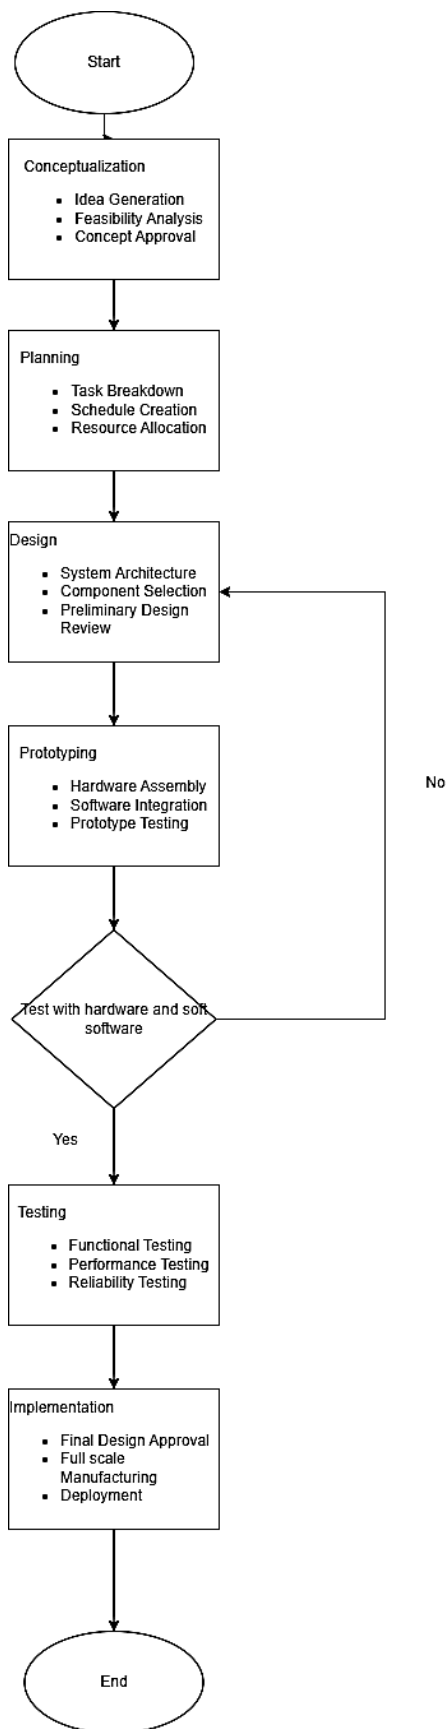 Start
Conceptualization
Idea Generation
Feasibility Analysis
Concept Approval
Planning
Task Breakdown
Schedule Creation
Resource Allocation
Design
System Architecture
Component Selection
Preliminary Design
Review
Prototyping
Hardware Assembly
Software Integration
Prototype Testing
No
Test with hardware and soft
software
Yes
Testing
Functional Testing
Performance Testing
Reliability Testing
Implementation
Final Design Approval
Full scale
Manufacturing
Deployment
End